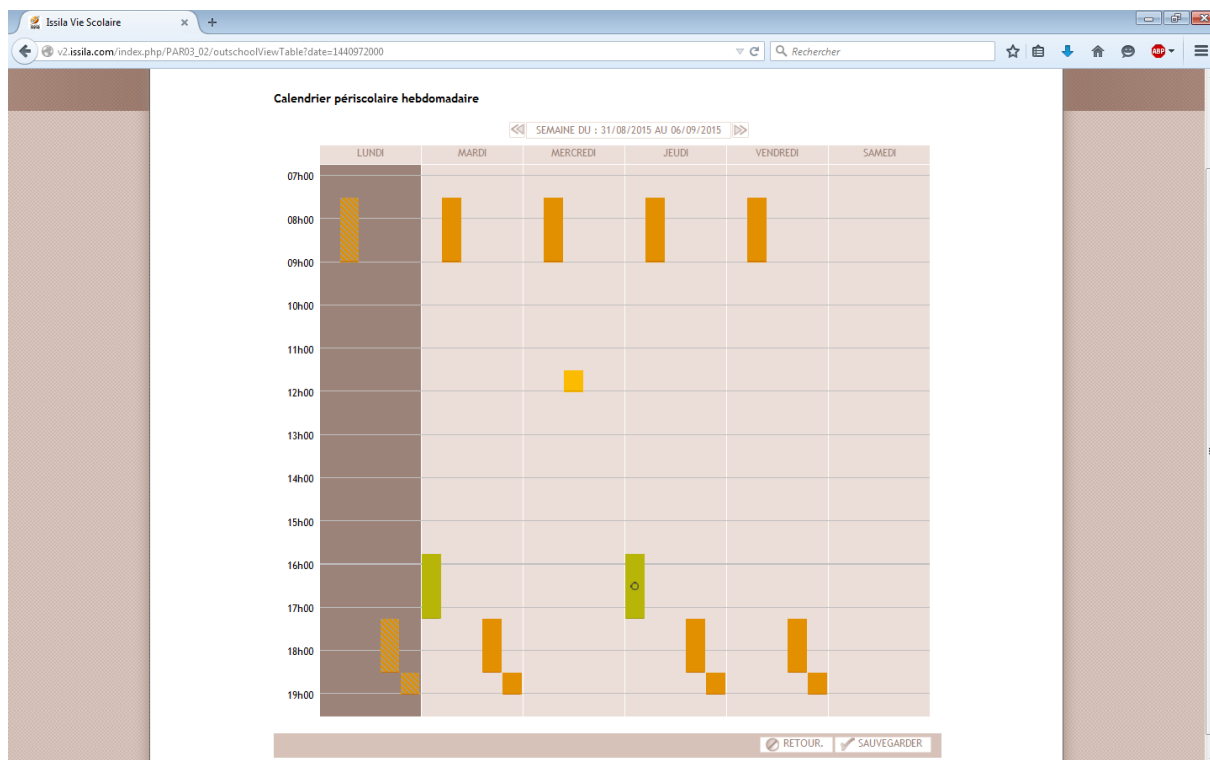 Issila Vie Scolaire
v2.issila.com/index.php/PAR03_02/outschoolViewTable?date=1440972000
Rechercher
ABP
Calendrier périscolaire hebdomadaire
SEMAINE DU : 31/08/2015 AU 06/09/2015
LUNDI MARDI MERCREDI JEUDI VENDREDI SAMEDI
07h00
08h00
09h00
10h00
11h00
12h00
13h00
14h00
15h00
16h00
17h00
18h00
19h00
RETOUR. SAUVEGARDER